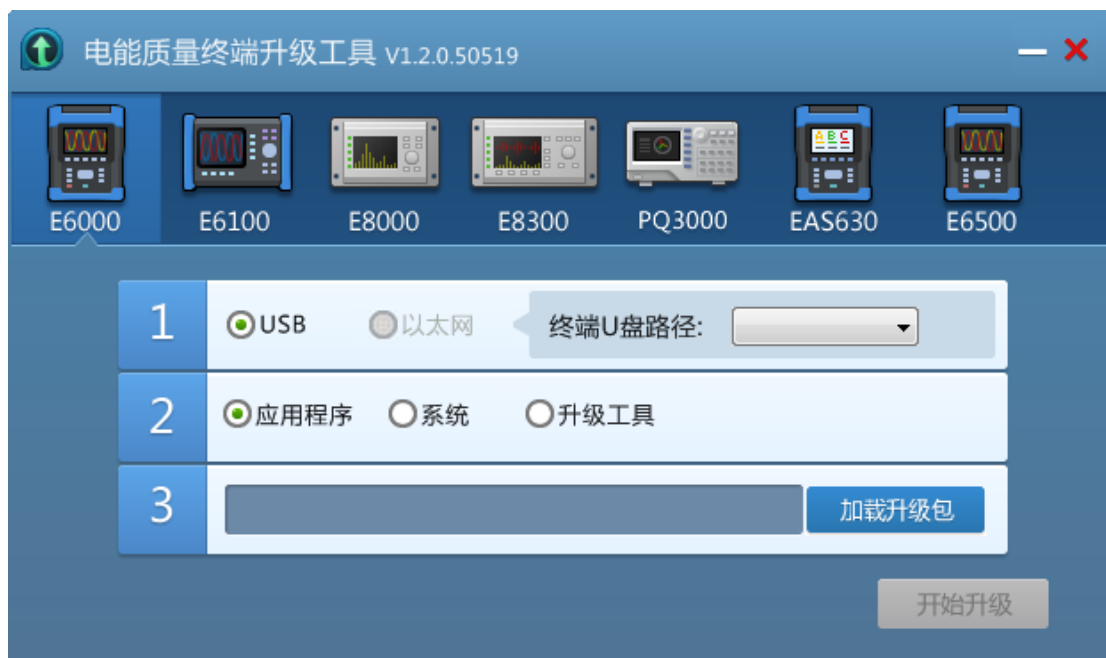 电能质量终端升级工具 V1.2.0.50519
E6000 E6100 E8000 E8300 PQ3000 EAS630 E6500
1 USB 以太网 终端U盘路径:
2 应用程序 系统 升级工具
3 加载升级包
开始升级